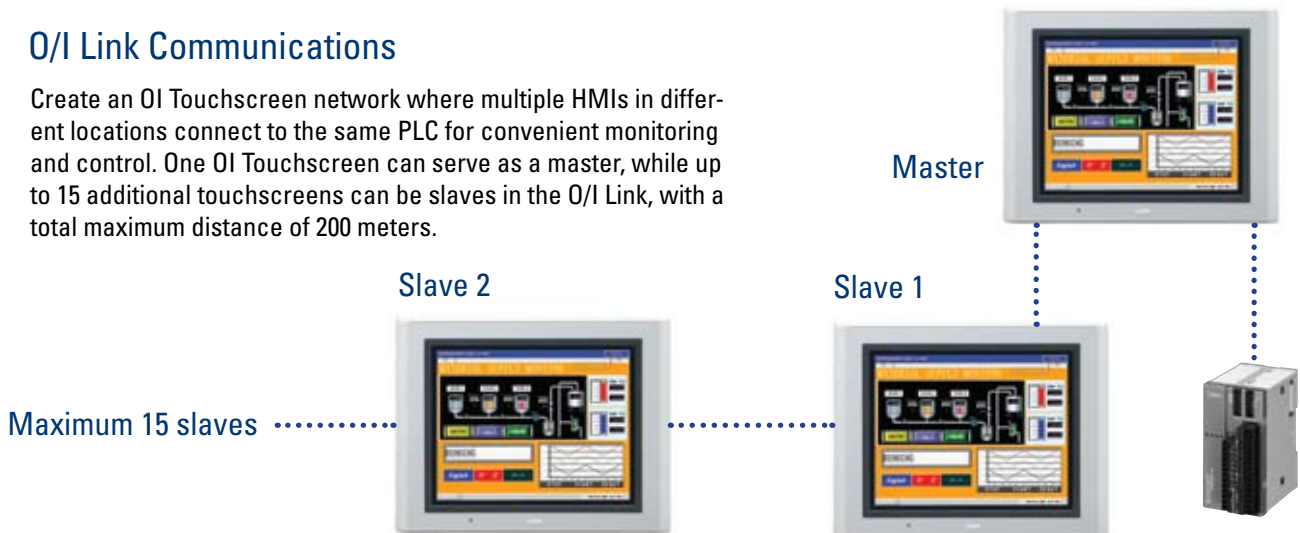 O/I Link Communications
Create an OI Touchscreen network where multiple HMIs in differ-
ent locations connect to the same PLC for convenient monitoring
and control. One OI Touchscreen can serve as a master, while up
to 15 additional touchscreens can be slaves in the O/I Link, with a
total maximum distance of 200 meters.
Master
Slave 2
Slave 1
Maximum 15 slaves